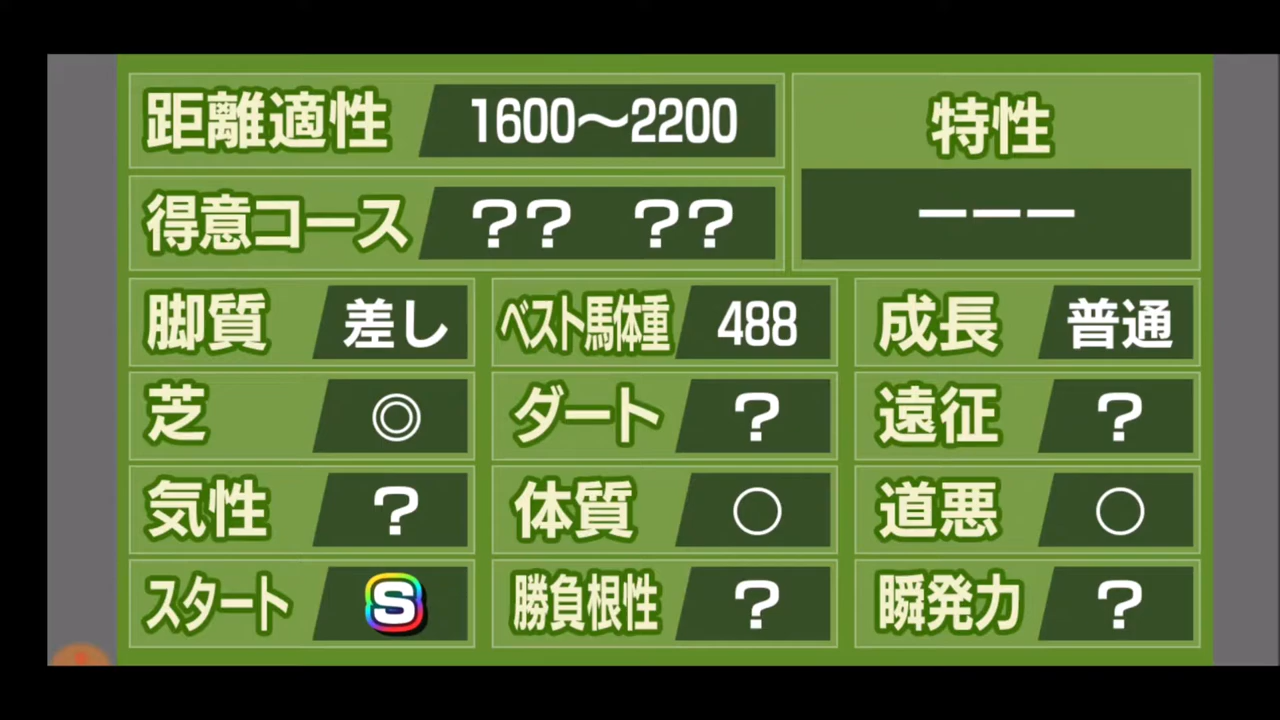 距離適性 1600〜2200 特性
得意コース ?? ?? ーーー
脚質 差し ベスト馬体重 488 成長 普通
芝 ◎ ダート ? 遠征 ?
気性 ? 体質 ○ 道悪 ○
スタート S 勝負根性 ? 瞬発力 ?